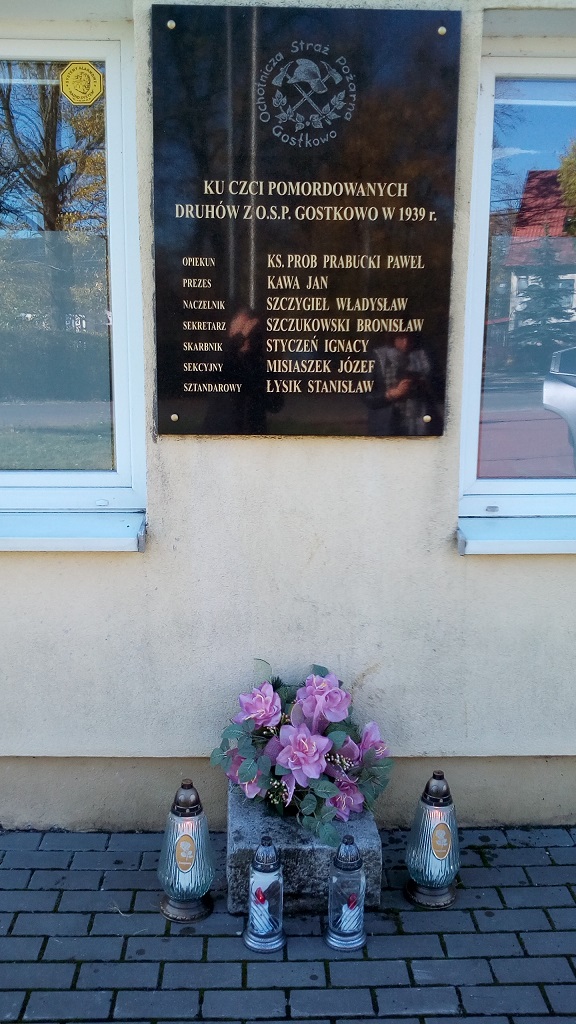 Ochotnicza Straż Pożarna
Gostkowo
KU CZCI POMORDOWANYCH
DRUHÓW Z O.S.P. GOSTKOWO W 1939 r.
OPIEKUN KS. PROB PRABUCKI PAWEL
PREZES KAWA JAN
NACZELNIK SZCZYGIEŁ WŁADYSŁAW
SEKRETARZ SZCZUKOWSKI BRONISŁAW
SKARBNIK STYCZEŃ IGNACY
SEKCYJNY MISIASZEK JÓZEF
SZTANDAROWY ŁYSIK STANISŁAW